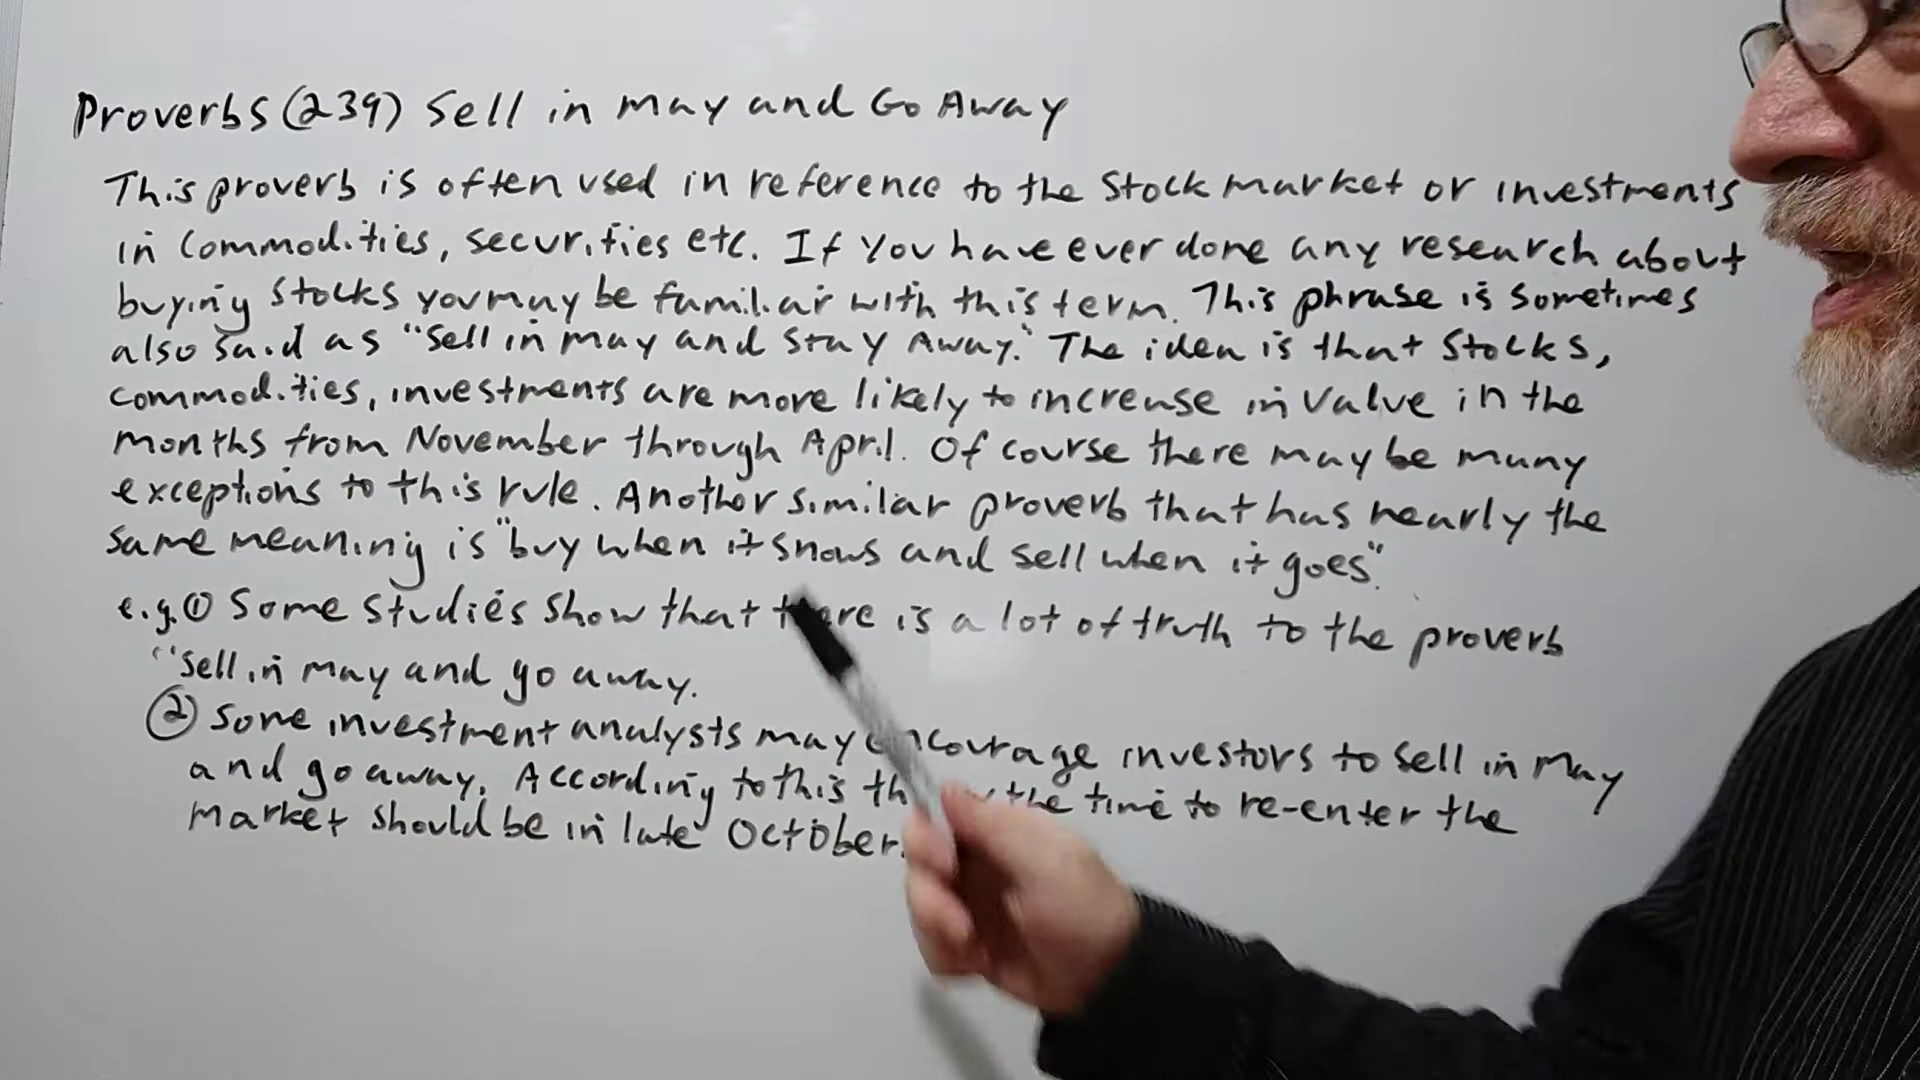 Proverbs (239) Sell in May and Go Away
This proverb is often used in reference to the Stock market or investments
in Commodities, securities etc. If you have ever done any research about
buying Stocks you may be familiar with this term. This phrase is sometimes
also said as "Sell in May and Stay Away." The idea is that Stocks,
commodities, investments are more likely to increase in value in the
months from November through April. Of course there may be many
exceptions to this rule. Another similar proverb that has nearly the
same meaning is "buy when it snows and sell when it goes".
e.g. ① Some Studies Show that there is a lot of truth to the proverb
"Sell in May and go away.
② Some investment analysts may encourage investors to sell in May
and go away. According to this the time to re-enter the
market should be in late October.